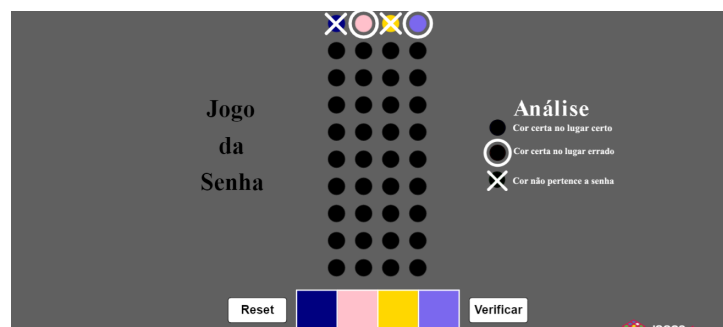 Jogo
da
Senha
Análise
Cor certa no lugar certo
Cor certa no lugar errado
Cor não pertence a senha
Reset
Verificar